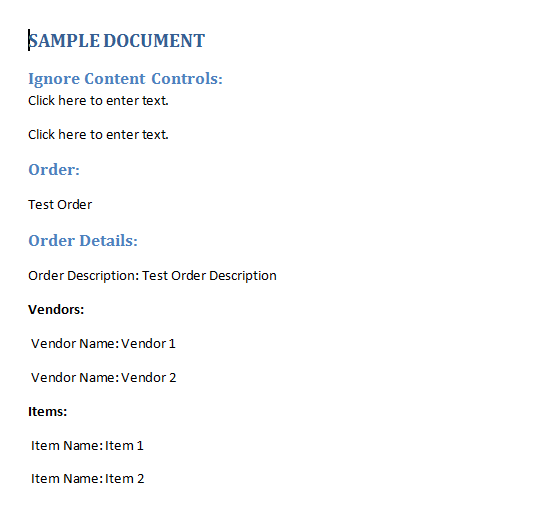 SAMPLE DOCUMENT
Ignore Content Controls:
Click here to enter text.
Click here to enter text.
Order:
Test Order
Order Details:
Order Description: Test Order Description
Vendors:
Vendor Name: Vendor 1
Vendor Name: Vendor 2
Items:
Item Name: Item 1
Item Name: Item 2